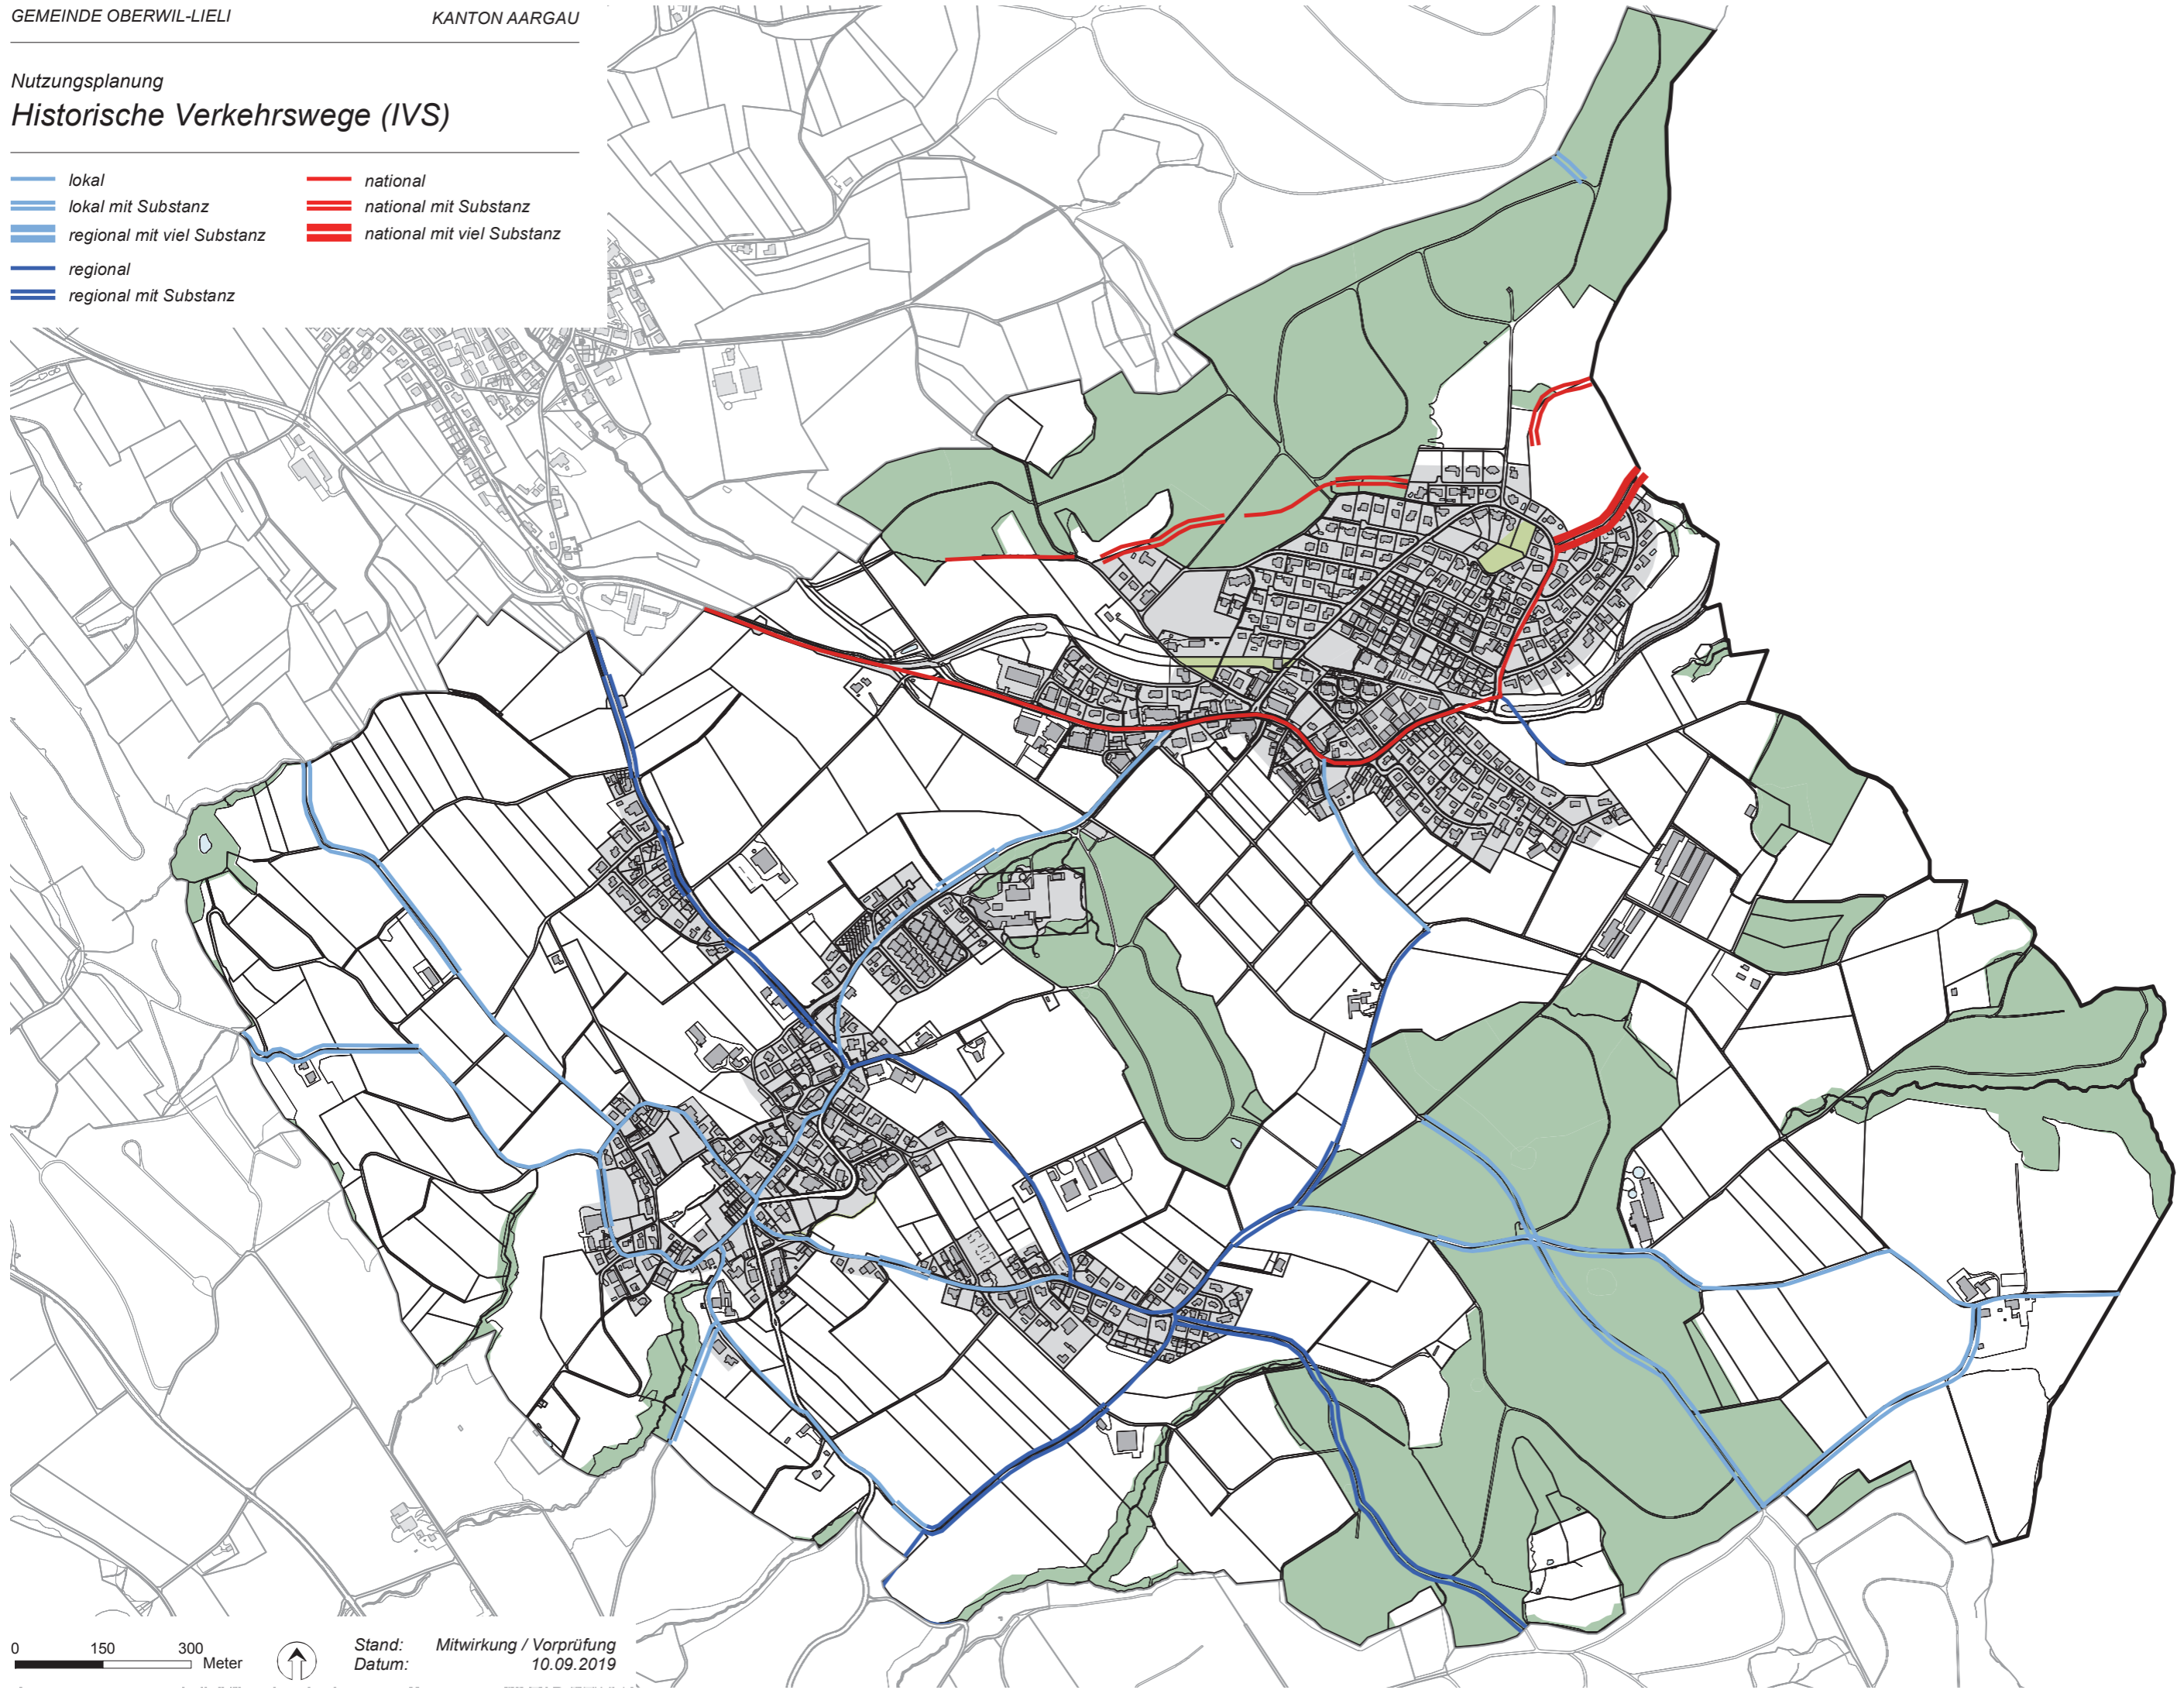 GEMEINDE OBERWIL-LIELI
KANTON AARGAU
Nutzungsplanung
Historische Verkehrswege (IVS)
lokal
lokal mit Substanz
regional mit viel Substanz
regional
regional mit Substanz
national
national mit Substanz
national mit viel Substanz
0 150 300 Meter
Stand: Mitwirkung / Vorprüfung
Datum: 10.09.2019